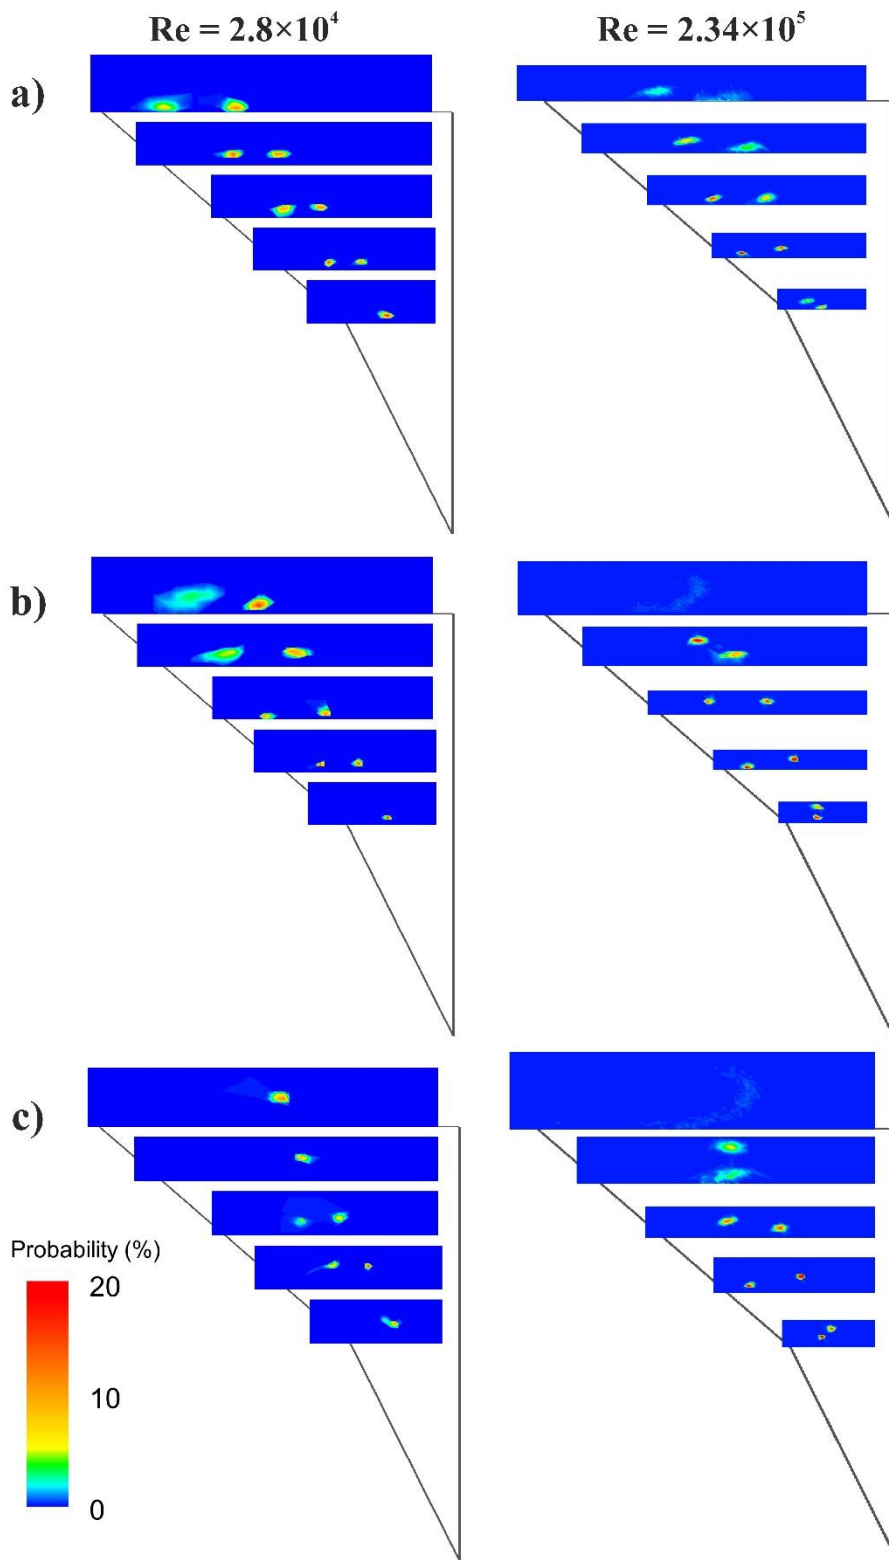 Re = 2.8×10⁴
Re = 2.34×10⁵
a)
b)
c)
Probability (%)
20
10
0